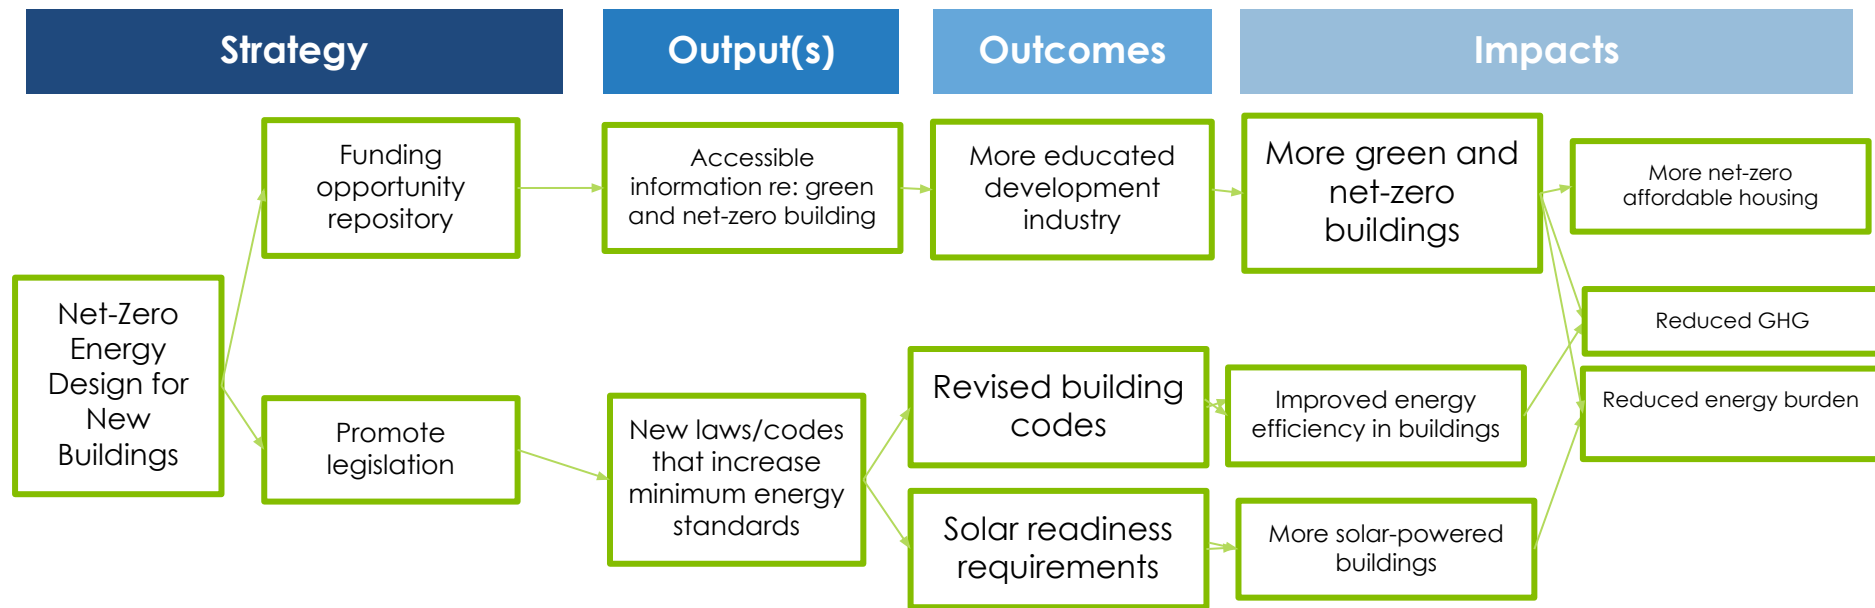 Strategy
Output(s)
Outcomes
Impacts
Funding
opportunity
repository
Accessible
information re: green
and net-zero building
More educated
development
industry
More green and
net-zero
buildings
More net-zero
affordable housing
Net-Zero
Energy
Design for
New
Buildings
Reduced GHG
Promote
legislation
New laws/codes
that increase
minimum energy
standards
Revised building
codes
Improved energy
efficiency in buildings
Reduced energy burden
Solar readiness
requirements
More solar-powered
buildings